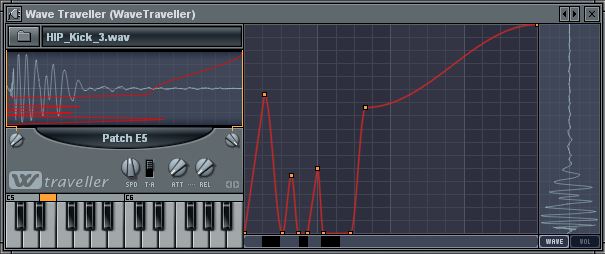 Wave Traveller (WaveTraveller)
HIP_Kick_3.wav
Patch E5
traveller
SPD T-A ATT REL
C5 C6
WAVE VOL